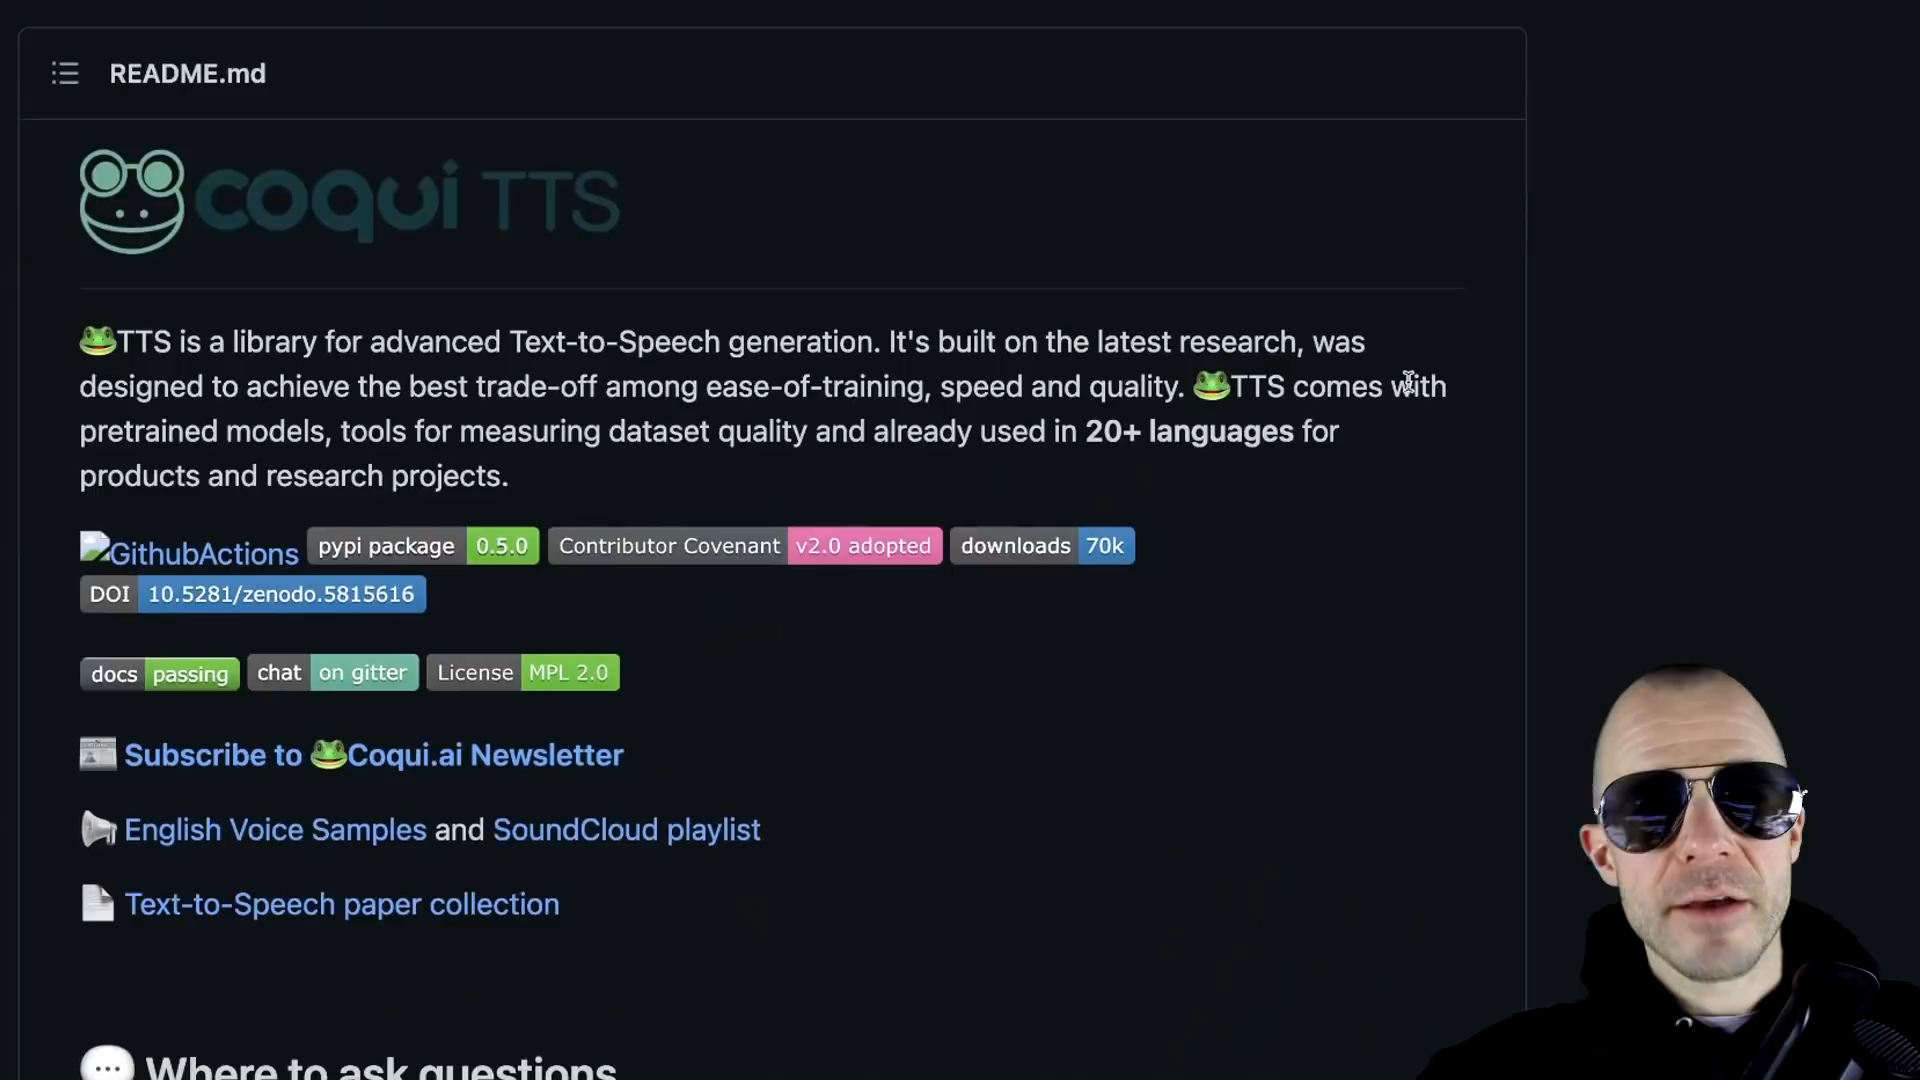 README.md
coqui TTS
🐸TTS is a library for advanced Text-to-Speech generation. It's built on the latest research, was
designed to achieve the best trade-off among ease-of-training, speed and quality. 🐸TTS comes with
pretrained models, tools for measuring dataset quality and already used in 20+ languages for
products and research projects.
GithubActions pypi package 0.5.0 Contributor Covenant v2.0 adopted downloads 70k
DOI 10.5281/zenodo.5815616
docs passing chat on gitter License MPL 2.0
📰 Subscribe to 🐸Coqui.ai Newsletter
📢 English Voice Samples and SoundCloud playlist
📄 Text-to-Speech paper collection
💬 Where to ask questions